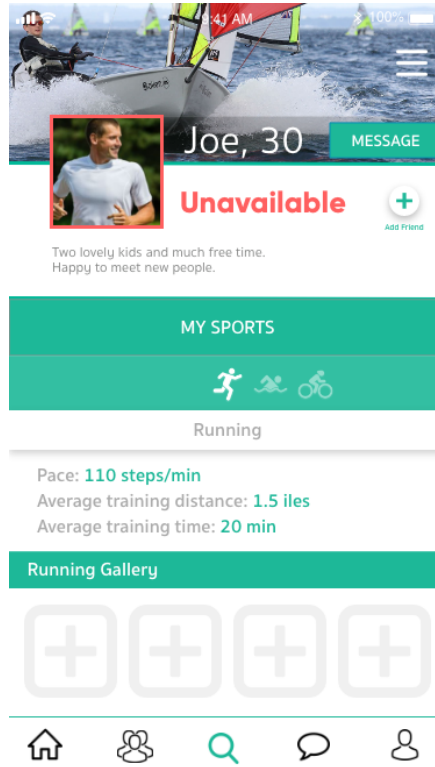 9:41 AM
100%
Joe, 30
MESSAGE
Unavailable
Add Friend
Two lovely kids and much free time.
Happy to meet new people.
MY SPORTS
Running
Pace: 110 steps/min
Average training distance: 1.5 iles
Average training time: 20 min
Running Gallery